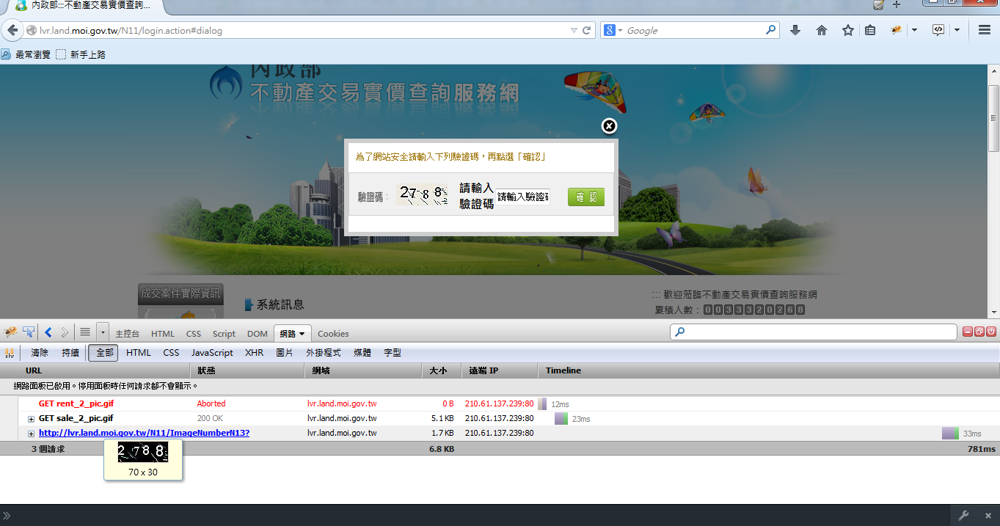 內政部:::不動產交易實價查詢...
lvr.land.moi.gov.tw/N11/login.action#dialog
8
Google
最常瀏覽 新手上路
內政部
不動產交易實價查詢服務網
為了網站安全請輸入下列驗證碼，再點選「確認」
驗證碼： 2788 請輸入驗證碼 請輸入驗證碼 確 認
成交案件實際資訊
系統訊息
::: 歡迎蒞臨不動產交易實價查詢服務網
累積人數：0033320268
主控台 HTML CSS Script DOM 網路 Cookies
xhr 清除 持續 全部 HTML CSS JavaScript XHR 圖片 外掛程式 媒體 字型
URL 狀態 網域 大小 遠端 IP Timeline
網路面板已啟用。停用面板時任何請求都不會顯示。
GET rent_2_pic.gif Aborted lvr.land.moi.gov.tw 0 B 210.61.137.239:80 12ms
GET sale_2_pic.gif 200 OK lvr.land.moi.gov.tw 5.1 KB 210.61.137.239:80 23ms
http://lvr.land.moi.gov.tw/N11/ImageNumberN13? lvr.land.moi.gov.tw 1.7 KB 210.61.137.239:80 33ms
3 個請求 6.8 KB 781ms
2788
70 x 30